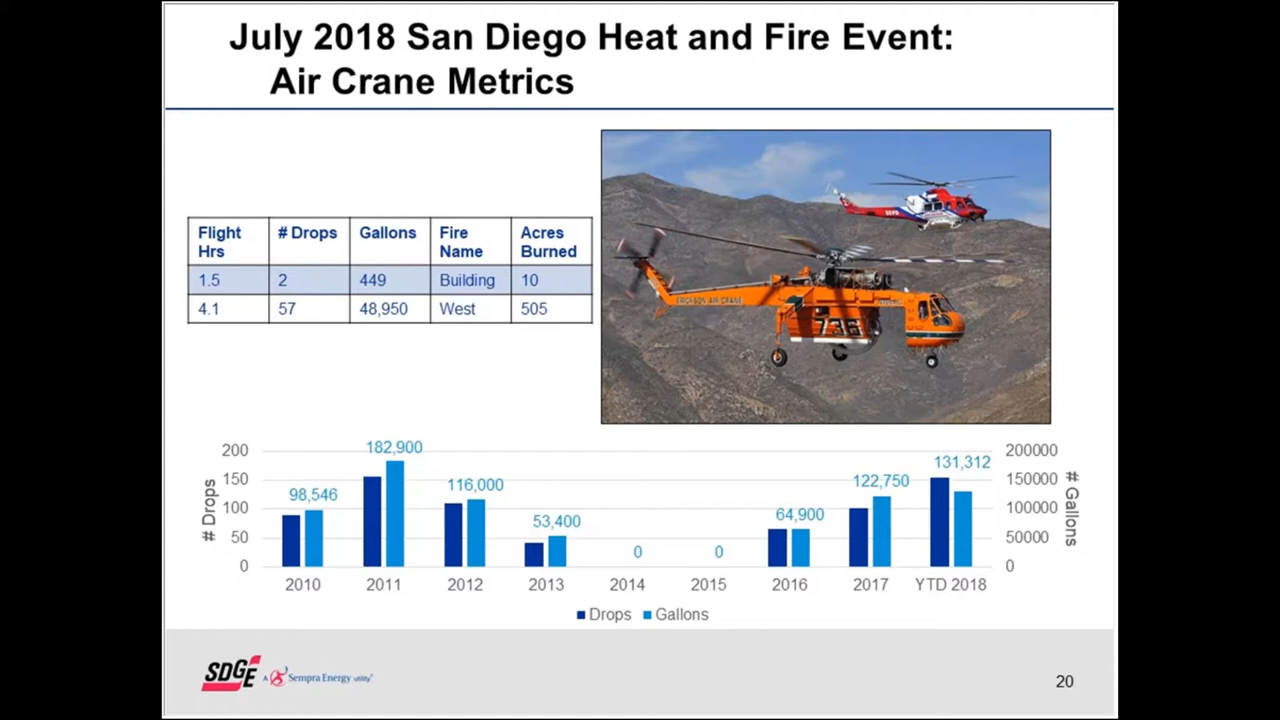 July 2018 San Diego Heat and Fire Event:
Air Crane Metrics
Flight Hrs # Drops Gallons Fire Name Acres Burned
1.5 2 449 Building 10
4.1 57 48,950 West 505
ERICKSON AIR CRANE
736
# Drops
200
150
100
50
0
98,546
182,900
116,000
53,400
0
0
64,900
122,750
131,312
200000
150000
100000
50000
0
# Gallons
2010 2011 2012 2013 2014 2015 2016 2017 YTD 2018
Drops Gallons
SDGE
A Sempra Energy utility®
20